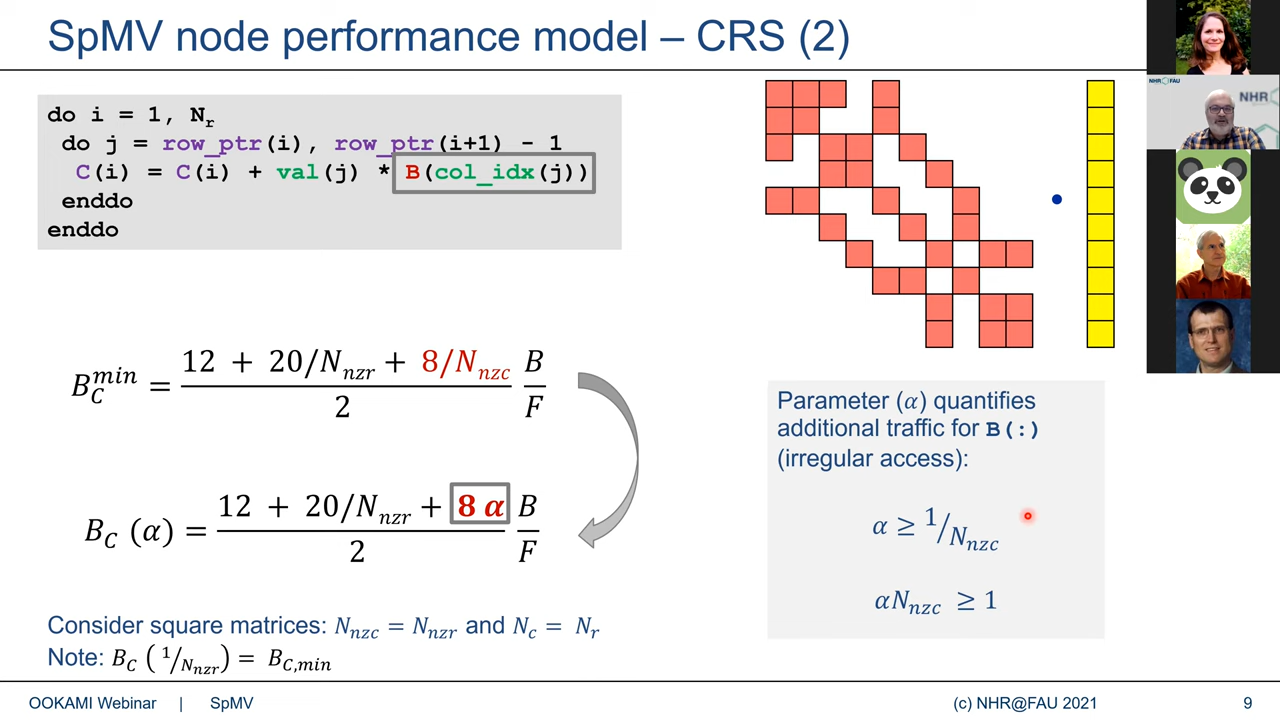 SpMV node performance model – CRS (2)
do i = 1, Nr
do j = row_ptr(i), row_ptr(i+1) - 1
C(i) = C(i) + val(j) * B(col_idx(j))
enddo
enddo
B_C^min = (12 + 20/N_nzr + 8/N_nzc) / 2 B/F
B_C (α) = (12 + 20/N_nzr + 8 α) / 2 B/F
Consider square matrices: N_nzc = N_nzr and N_c = N_r
Note: B_C (1/N_nzr) = B_C,min
Parameter (α) quantifies
additional traffic for B(:)
(irregular access):
α ≥ 1/N_nzc
αN_nzc ≥ 1
NHR@FAU
NHR
OOKAMI Webinar | SpMV
(c) NHR@FAU 2021
9